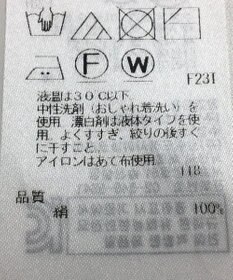 F
W
F23I
液温は30℃以下
中性洗剤(おしゃれ着洗い)を
使用 漂白剤は液体タイプを使
用。よくすすぎ、絞りの後すぐ
に干すこと。
アイロンはあて布使用
118
品質
絹 100%